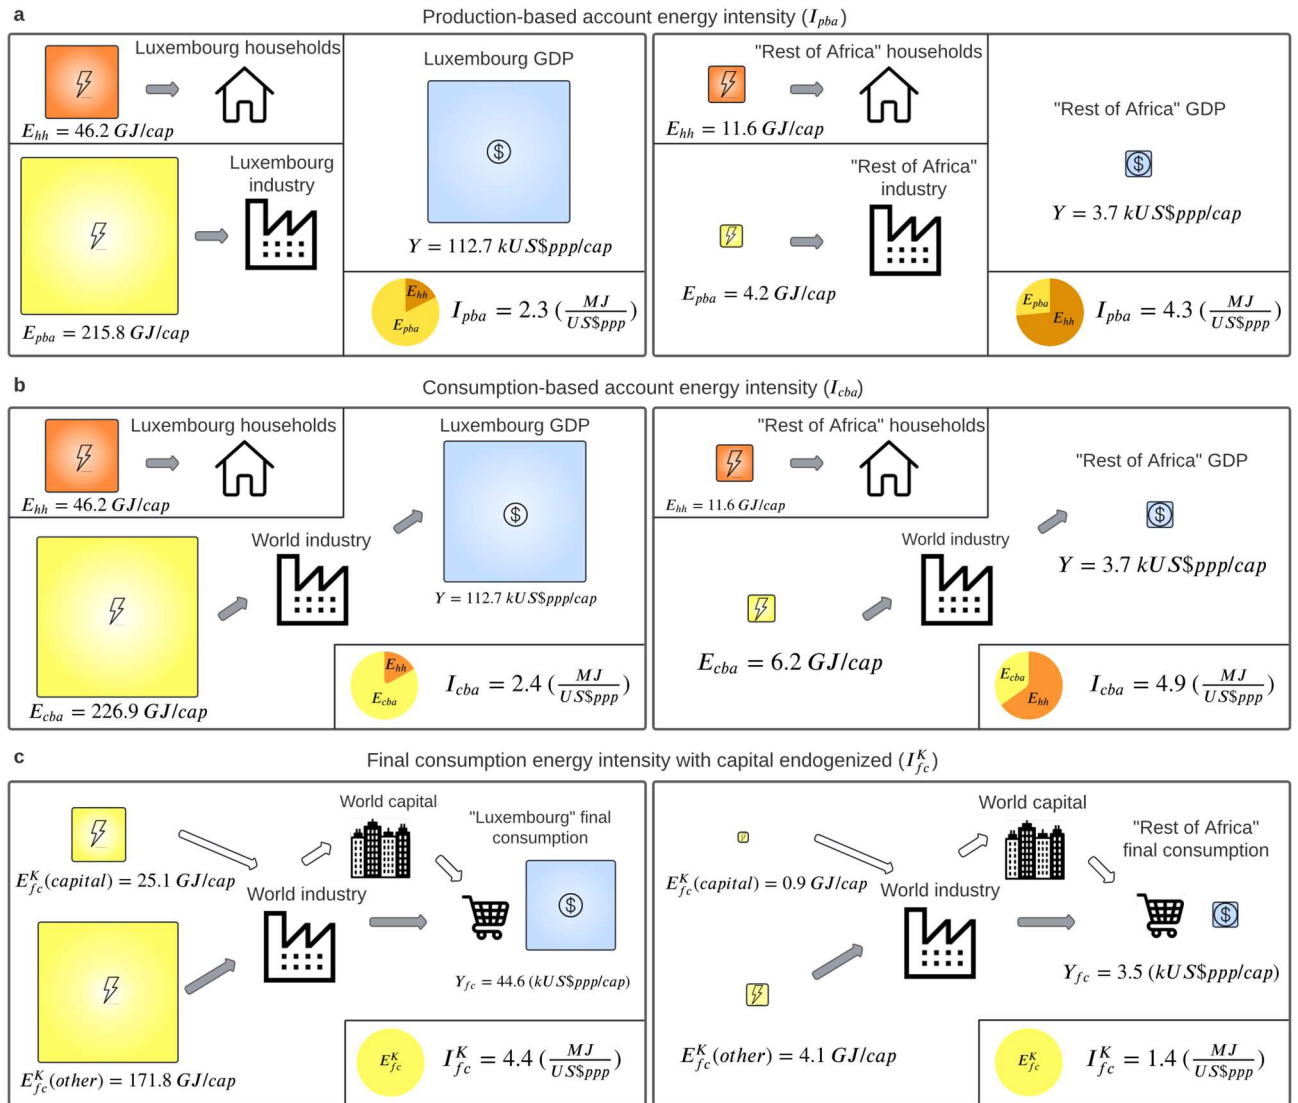 a
Production-based account energy intensity (I_pba)
Luxembourg households
E_hh = 46.2 GJ/cap
Luxembourg
industry
E_pba = 215.8 GJ/cap
Luxembourg GDP
$
Y = 112.7 kUS$ppp/cap
E_hh
E_pba
I_pba = 2.3 (MJ/US$ppp)
"Rest of Africa" households
E_hh = 11.6 GJ/cap
"Rest of Africa"
industry
E_pba = 4.2 GJ/cap
"Rest of Africa" GDP
$
Y = 3.7 kUS$ppp/cap
E_pba
E_hh
I_pba = 4.3 (MJ/US$ppp)
b
Consumption-based account energy intensity (I_cba)
Luxembourg households
E_hh = 46.2 GJ/cap
World industry
E_cba = 226.9 GJ/cap
Luxembourg GDP
$
Y = 112.7 kUS$ppp/cap
E_hh
E_cba
I_cba = 2.4 (MJ/US$ppp)
"Rest of Africa" households
E_hh = 11.6 GJ/cap
World industry
E_cba = 6.2 GJ/cap
"Rest of Africa" GDP
$
Y = 3.7 kUS$ppp/cap
E_cba
E_hh
I_cba = 4.9 (MJ/US$ppp)
c
Final consumption energy intensity with capital endogenized (I^K_fc)
World capital
"Luxembourg" final
consumption
E^K_fc(capital) = 25.1 GJ/cap
World industry
$
Y_fc = 44.6 (kUS$ppp/cap)
E^K_fc(other) = 171.8 GJ/cap
E^K_fc
I^K_fc = 4.4 (MJ/US$ppp)
World capital
"Rest of Africa"
final consumption
E^K_fc(capital) = 0.9 GJ/cap
World industry
$
Y_fc = 3.5 (kUS$ppp/cap)
E^K_fc(other) = 4.1 GJ/cap
E^K_fc
I^K_fc = 1.4 (MJ/US$ppp)